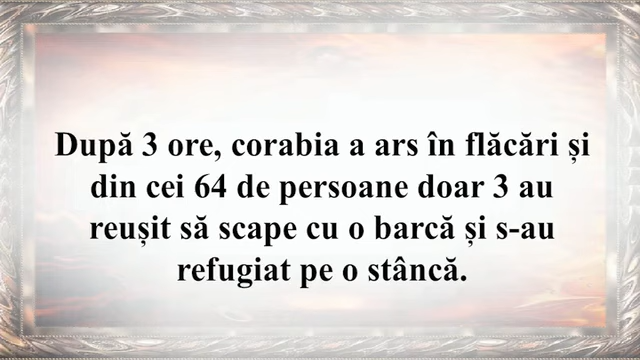 După 3 ore, corabia a ars în flăcări și
din cei 64 de persoane doar 3 au
reușit să scape cu o barcă și s-au
refugiat pe o stâncă.